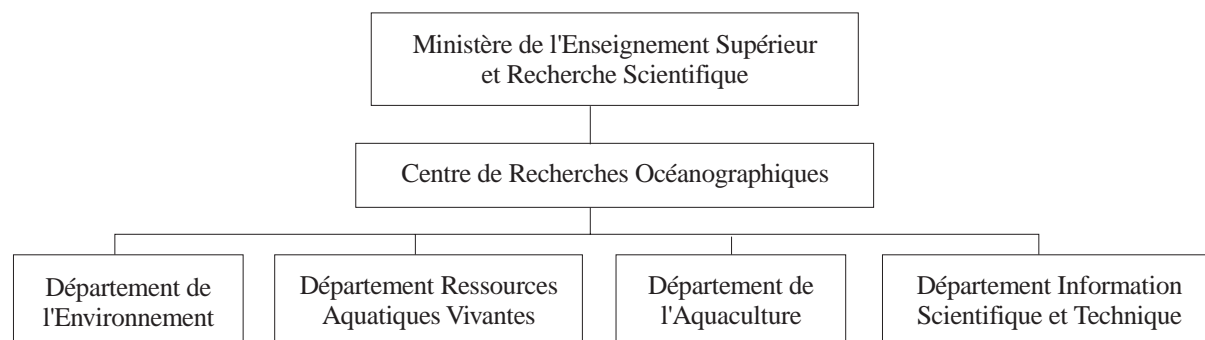 Ministère de l'Enseignement Supérieur
et Recherche Scientifique
Centre de Recherches Océanographiques
Département de
l'Environnement
Département Ressources
Aquatiques Vivantes
Département de
l'Aquaculture
Département Information
Scientifique et Technique